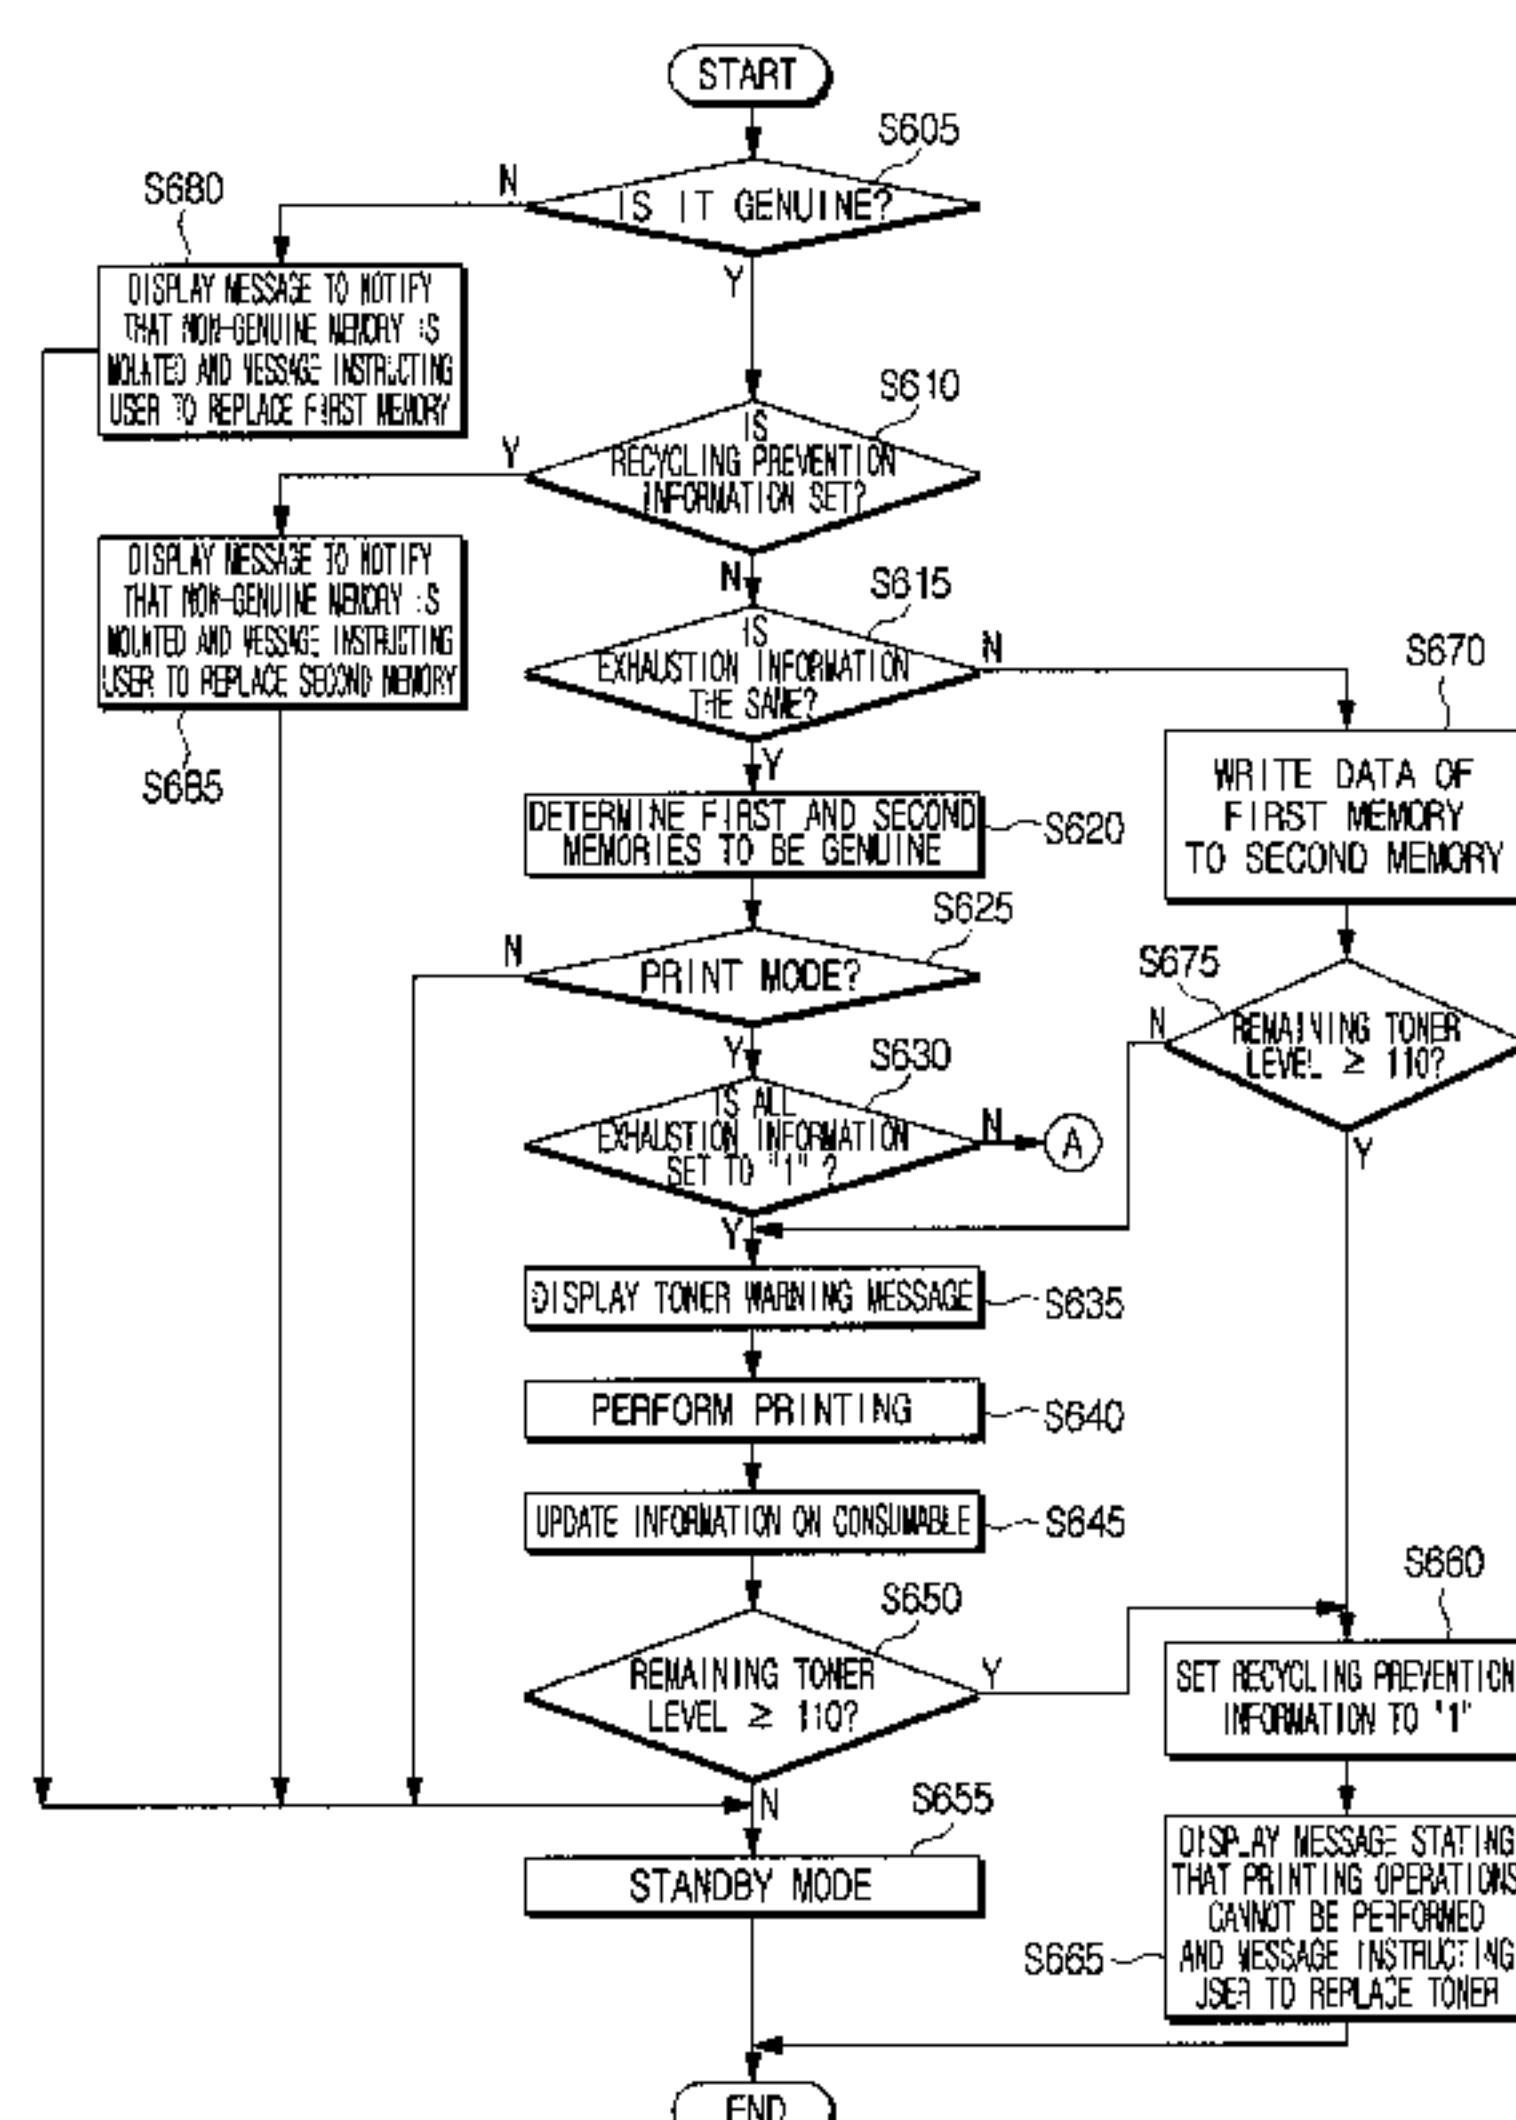 START
S605
N
IS IT GENUINE?
Y
S680
DISPLAY MESSAGE TO NOTIFY
THAT NON-GENUINE MEMORY IS
MOUNTED AND MESSAGE INSTRUCTING
USER TO REPLACE FIRST MEMORY
S610
Y
IS
RECYCLING PREVENTION
INFORMATION SET?
N
DISPLAY MESSAGE TO NOTIFY
THAT NON-GENUINE MEMORY IS
MOUNTED AND MESSAGE INSTRUCTING
USER TO REPLACE SECOND MEMORY
S685
S615
IS
EXHAUSTION INFORMATION
THE SAME?
N
Y
S670
WRITE DATA OF
FIRST MEMORY
TO SECOND MEMORY
DETERMINE FIRST AND SECOND
MEMORIES TO BE GENUINE
S620
S625
N
PRINT MODE?
Y
S675
N
REMAINING TONER
LEVEL ≥ 110?
Y
S630
IS ALL
EXHAUSTION INFORMATION
SET TO "1" ?
N
A
Y
DISPLAY TONER WARNING MESSAGE
S635
PERFORM PRINTING
S640
UPDATE INFORMATION ON CONSUMABLE
S645
S650
REMAINING TONER
LEVEL ≥ 110?
Y
N
S660
SET RECYCLING PREVENTION
INFORMATION TO "1"
S655
STANDBY MODE
DISPLAY MESSAGE STATING
THAT PRINTING OPERATIONS
CANNOT BE PERFORMED
AND MESSAGE INSTRUCTING
USER TO REPLACE TONER
S665
END